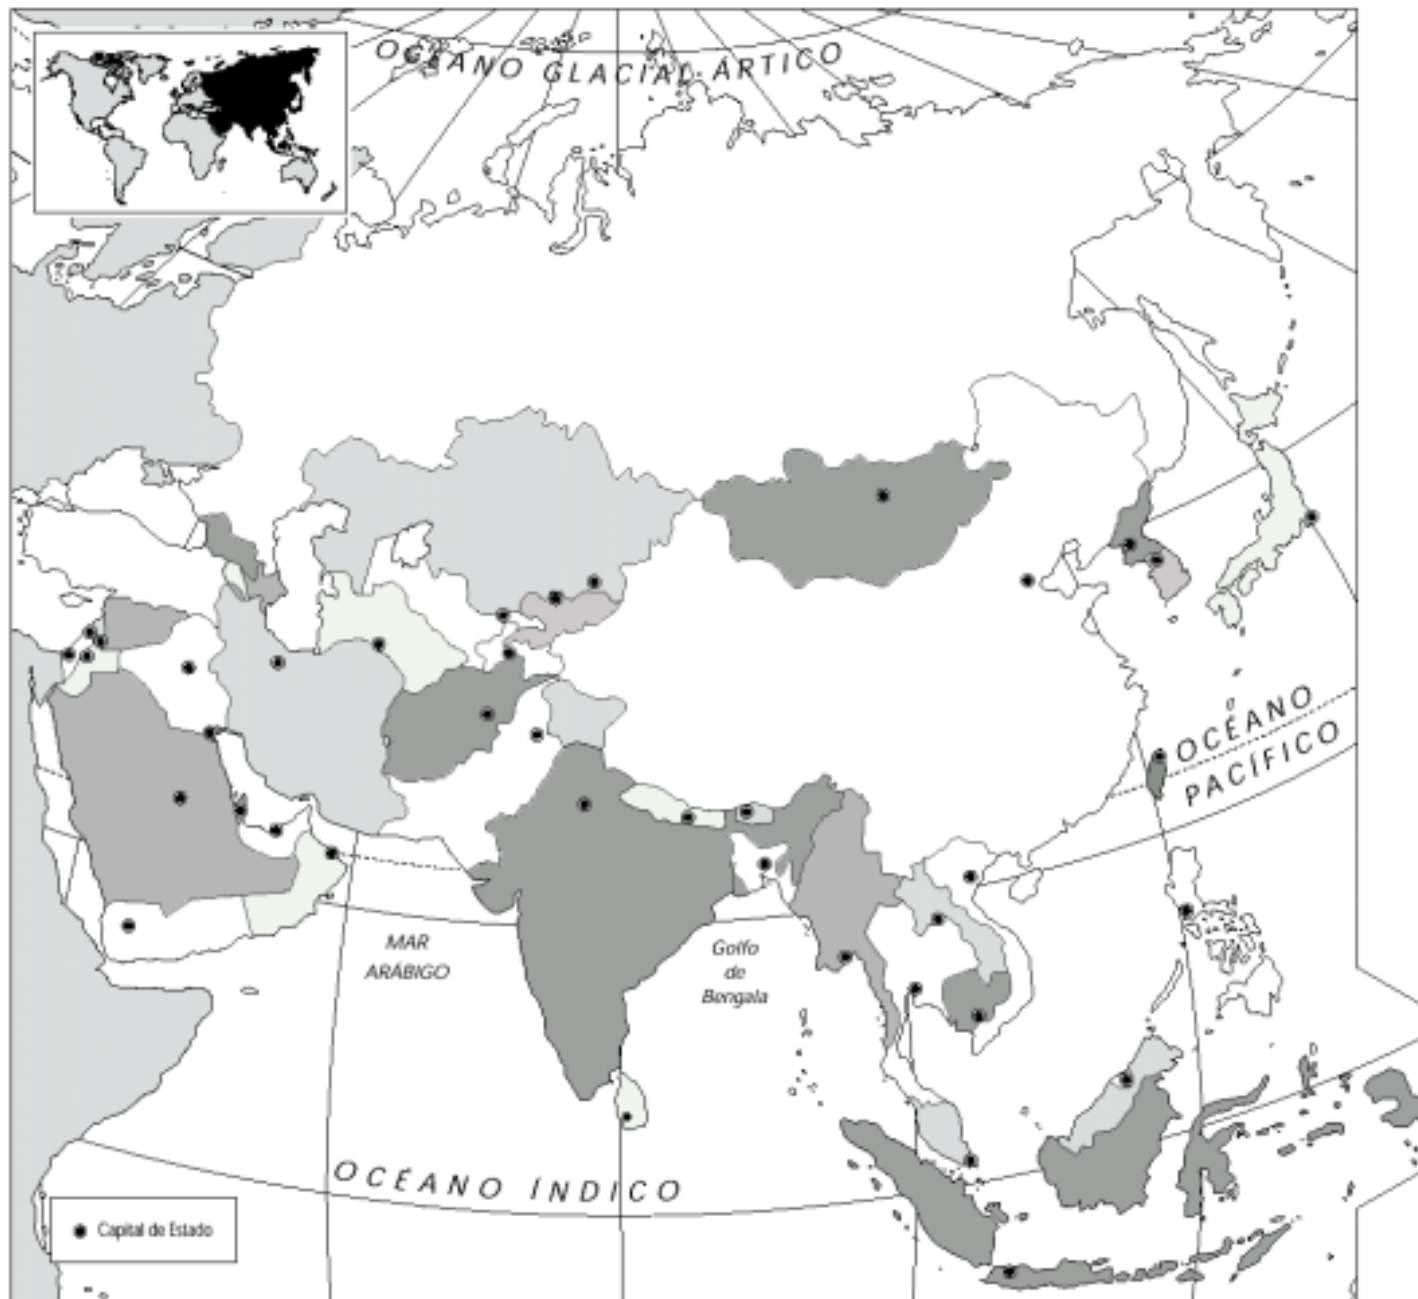 OCÉANO GLACIAL ÁRTICO
OCÉANO
PACÍFICO
MAR
ARÁBIGO
Golfo
de
Bengala
OCÉANO ÍNDICO
Capital de Estado